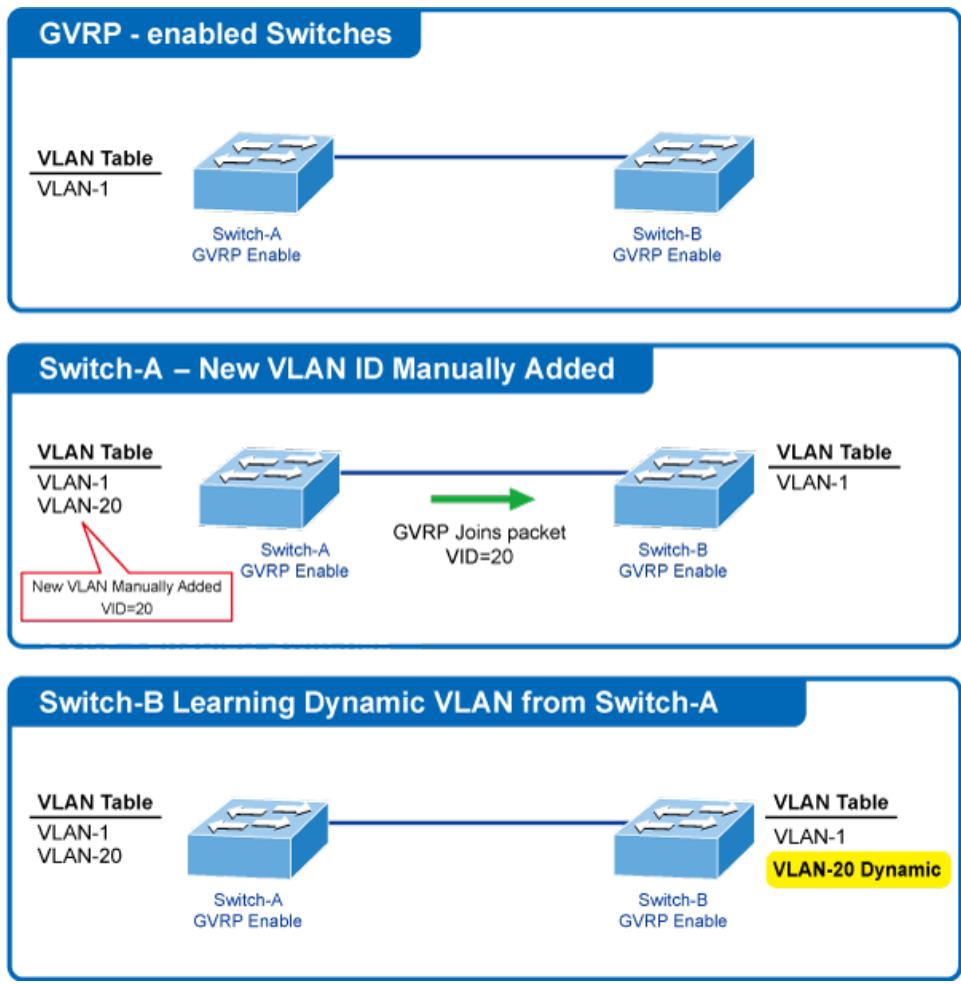 GVRP - enabled Switches
VLAN Table
VLAN-1
Switch-A
GVRP Enable
Switch-B
GVRP Enable
Switch-A – New VLAN ID Manually Added
VLAN Table
VLAN-1
VLAN-20
New VLAN Manually Added
VID=20
Switch-A
GVRP Enable
GVRP Joins packet
VID=20
Switch-B
GVRP Enable
VLAN Table
VLAN-1
Switch-B Learning Dynamic VLAN from Switch-A
VLAN Table
VLAN-1
VLAN-20
Switch-A
GVRP Enable
Switch-B
GVRP Enable
VLAN Table
VLAN-1
VLAN-20 Dynamic